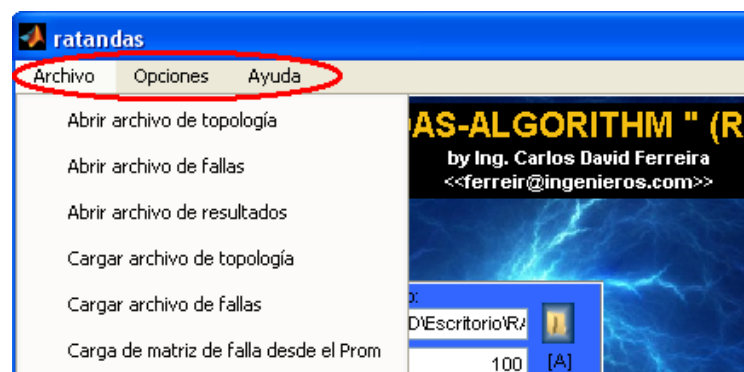 ratandas
Archivo Opciones Ayuda
Abrir archivo de topología
Abrir archivo de fallas
Abrir archivo de resultados
Cargar archivo de topología
Cargar archivo de fallas
Carga de matriz de falla desde el Prom
AS-ALGORITHM " (R
by Ing. Carlos David Ferreira
<<ferreir@ingenieros.com>>
o:
D\Escritorio\RA
100 [A]